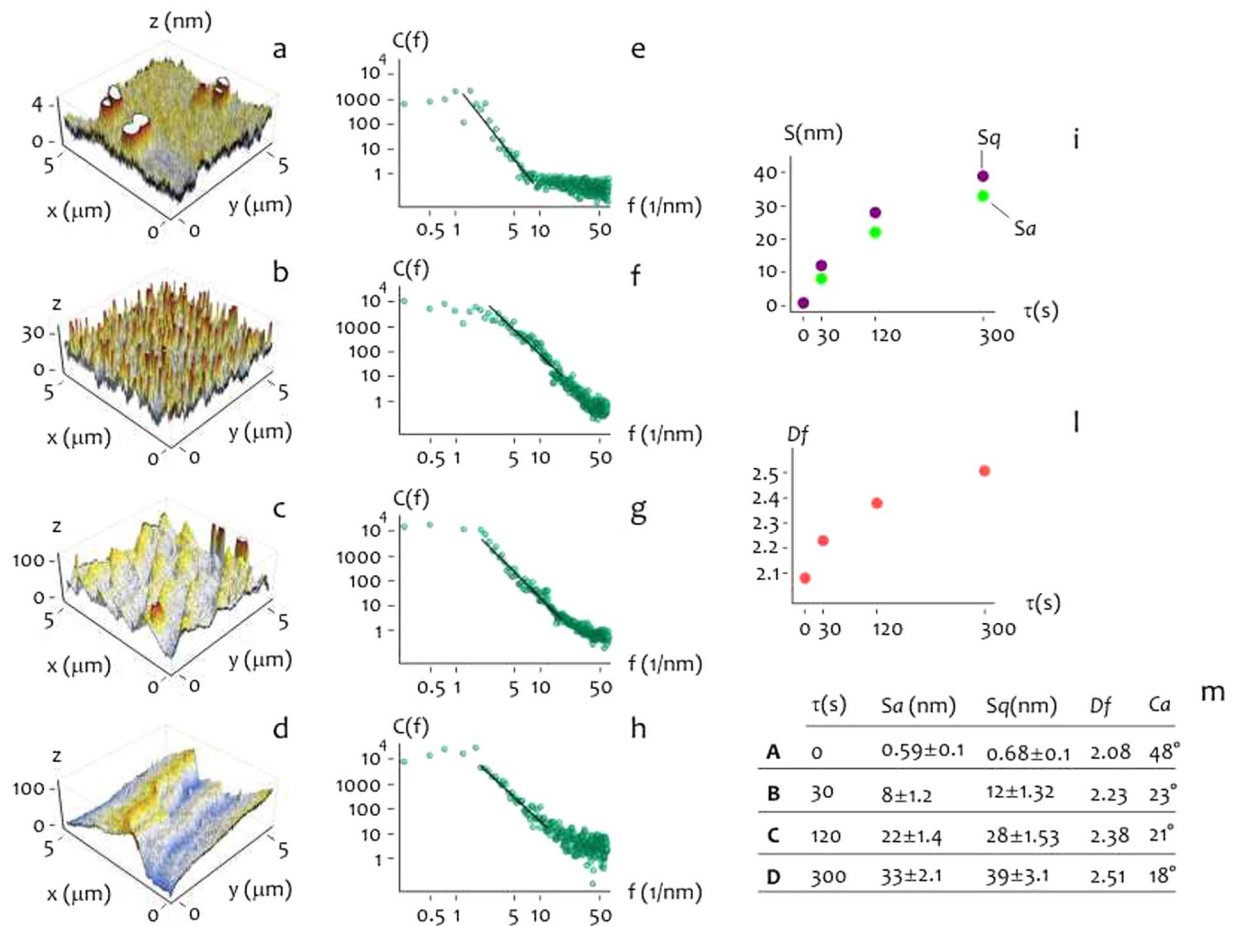 z (nm)
a
4
0
5
x (μm)
0
0
y (μm)
5
b
z
30
0
5
x (μm)
0
0
y (μm)
5
c
z
100
0
5
x (μm)
0
0
y (μm)
5
d
z
100
0
5
x (μm)
0
0
y (μm)
5
C(f)
e
10 4
1000
100
10
1
f (1/nm)
0.5 1 5 10 50
C(f)
f
10 4
1000
100
10
1
f (1/nm)
0.5 1 5 10 50
C(f)
g
10 4
1000
100
10
1
f (1/nm)
0.5 1 5 10 50
C(f)
h
10 4
1000
100
10
1
f (1/nm)
0.5 1 5 10 50
S(nm)
Sq
i
40
30
20
10
0
Sa
τ(s)
0 30 120 300
Df
l
2.5
2.4
2.3
2.2
2.1
τ(s)
0 30 120 300
m
τ(s) Sa (nm) Sq(nm) Df Ca
A 0 0.59±0.1 0.68±0.1 2.08 48°
B 30 8±1.2 12±1.32 2.23 23°
C 120 22±1.4 28±1.53 2.38 21°
D 300 33±2.1 39±3.1 2.51 18°